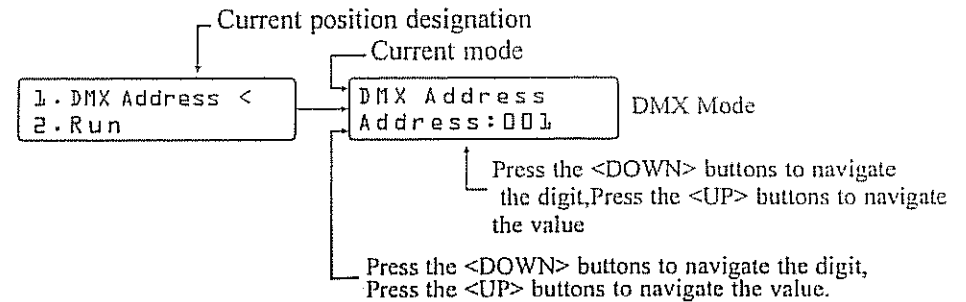 Current position designation
Current mode
1.DMX Address <
2.Run
DMX Address
Address:001
DMX Mode
Press the <DOWN> buttons to navigate
the digit,Press the <UP> buttons to navigate
the value
Press the <DOWN> buttons to navigate the digit,
Press the <UP> buttons to navigate the value.